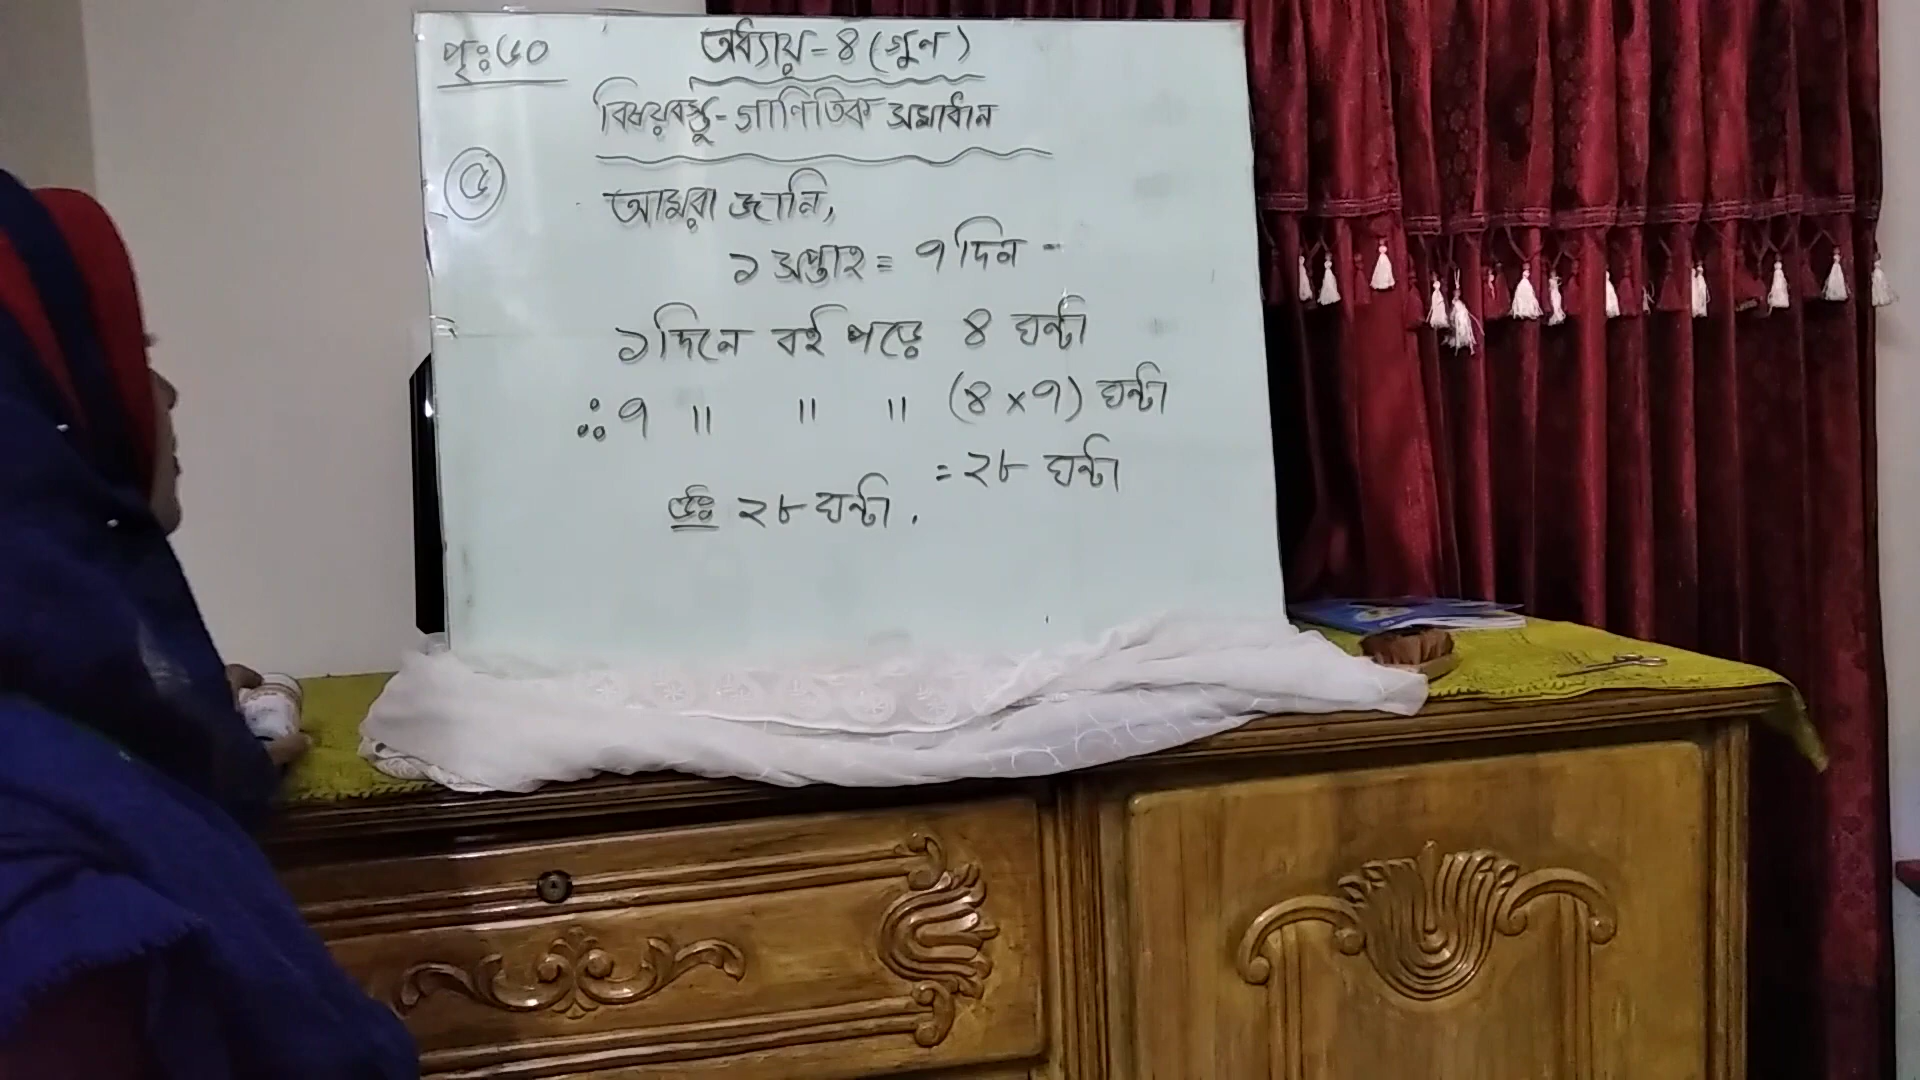 পৃঃ৫০
অধ্যায়-৪ (গুন)
বিষয়বস্তু-গাণিতিক সমাধান
৫
আমরা জানি,
১ সপ্তাহ = ৭ দিন
১ দিনে বই পড়ে ৪ ঘন্টা
∴ ৭ " " " (৪ × ৭) ঘন্টা
= ২৮ ঘন্টা
উঃ ২৮ ঘন্টা.